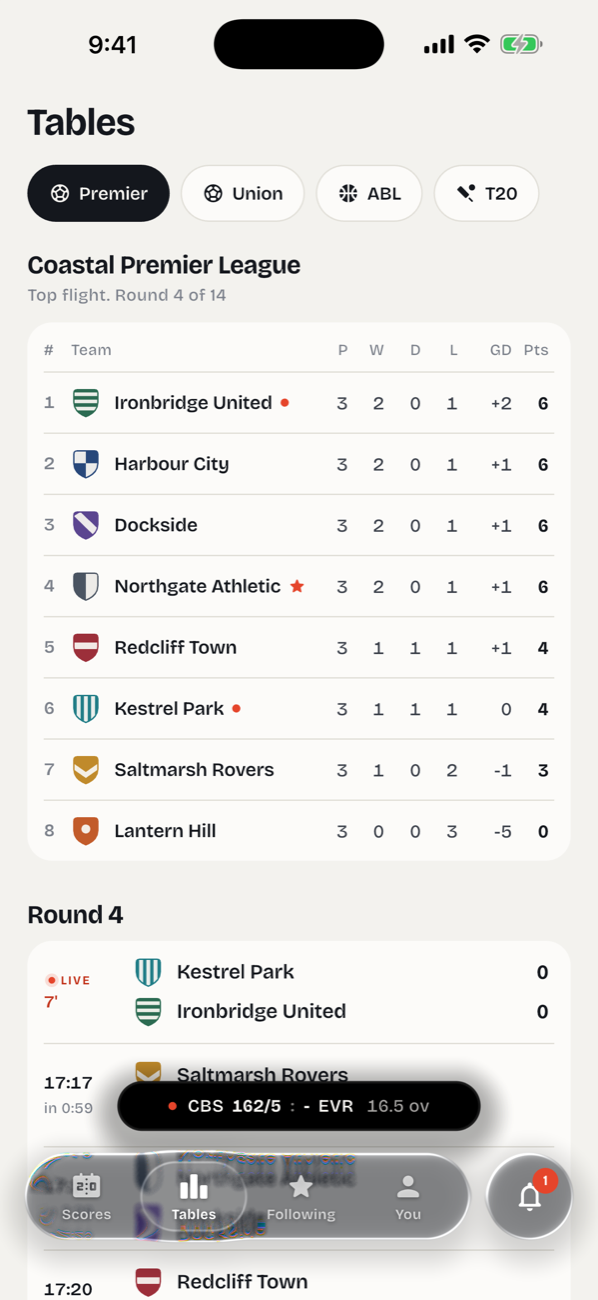 9:41
Tables
Premier Union ABL T20
Coastal Premier League
Top flight. Round 4 of 14
# Team P W D L GD Pts
1 Ironbridge United 3 2 0 1 +2 6
2 Harbour City 3 2 0 1 +1 6
3 Dockside 3 2 0 1 +1 6
4 Northgate Athletic 3 2 0 1 +1 6
5 Redcliff Town 3 1 1 1 +1 4
6 Kestrel Park 3 1 1 1 0 4
7 Saltmarsh Rovers 3 1 0 2 -1 3
8 Lantern Hill 3 0 0 3 -5 0
Round 4
LIVE
7'
Kestrel Park 0
Ironbridge United 0
17:17
in 0:59
Saltmarsh Rovers
CBS 162/5 : - EVR 16.5 ov
2:0
Scores Tables Following You
1
17:20
Redcliff Town